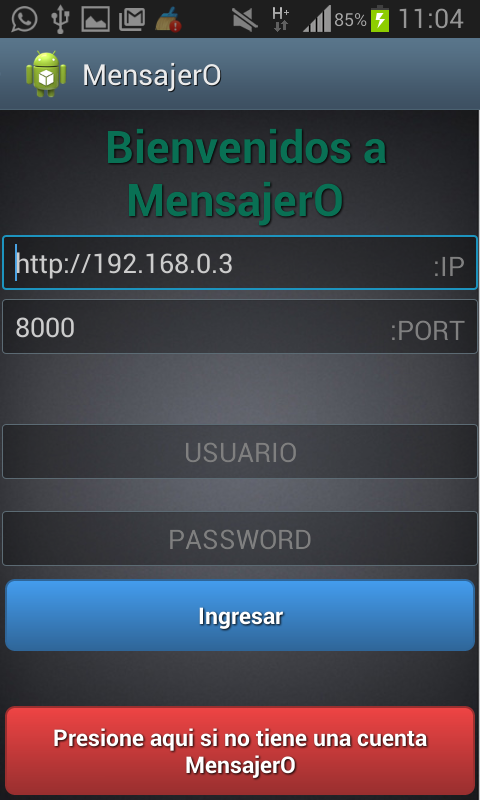 H+ 85% 11:04
MensajerO
Bienvenidos a
MensajerO
http://192.168.0.3 :IP
8000 :PORT
USUARIO
PASSWORD
Ingresar
Presione aqui si no tiene una cuenta
MensajerO